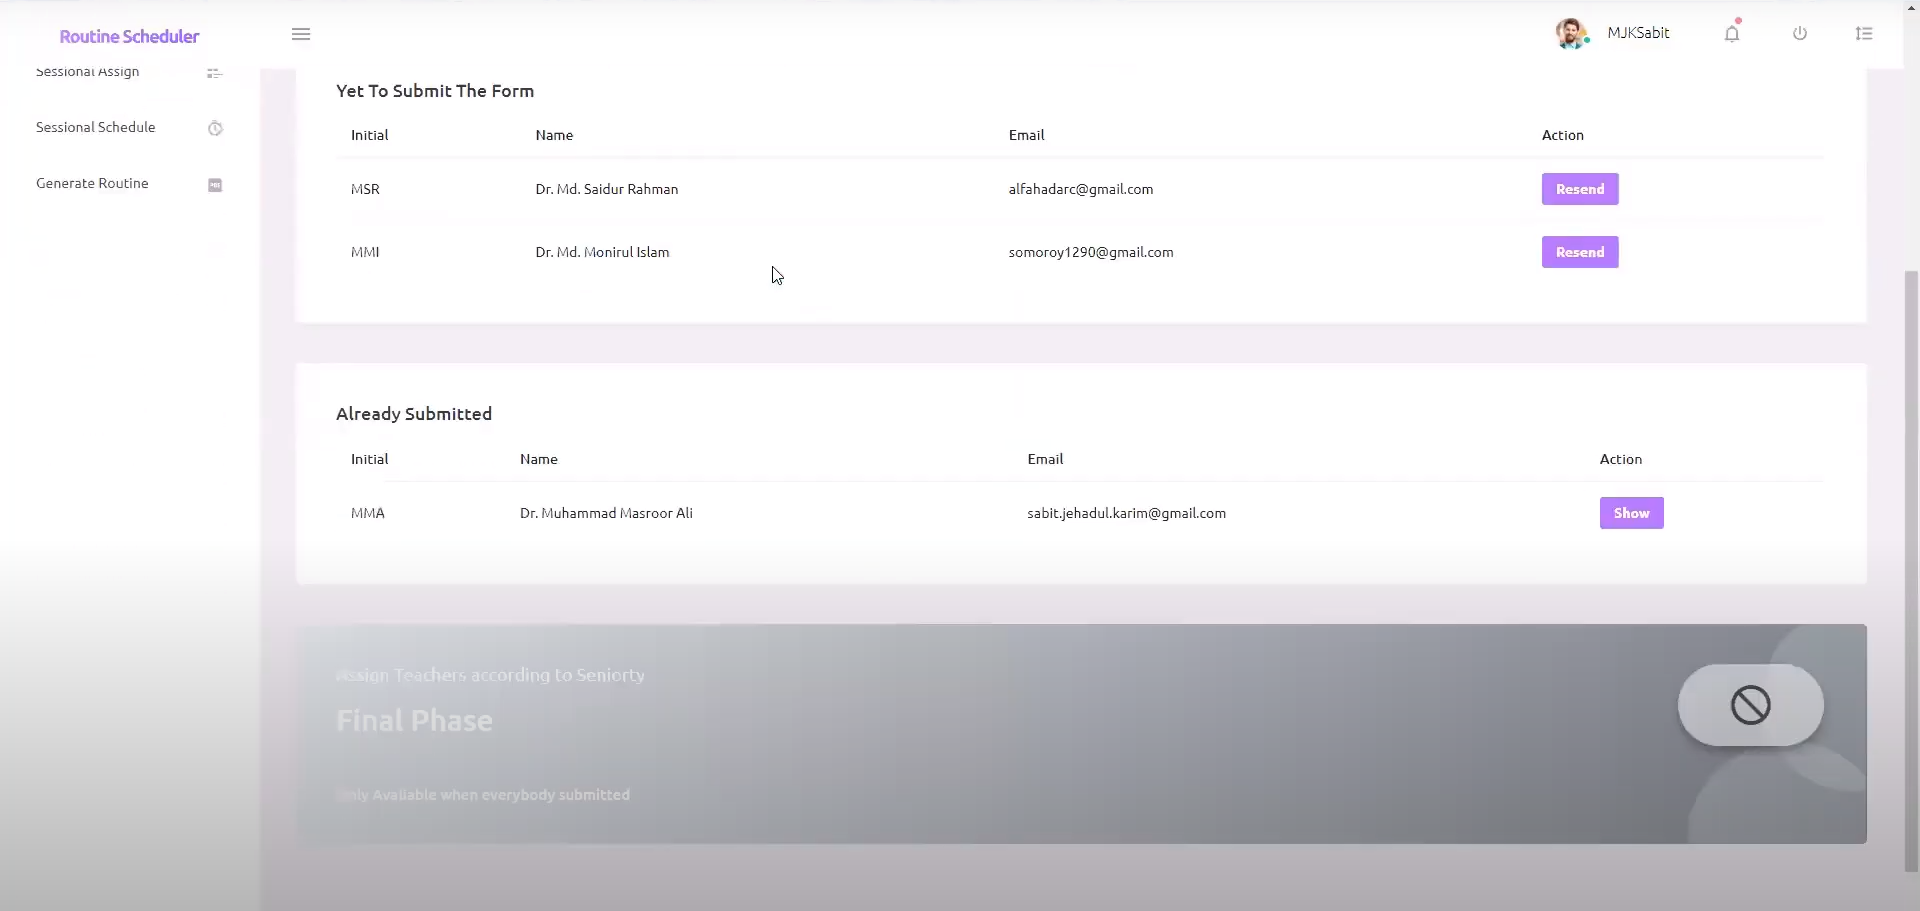 Routine Scheduler
MJKSabit
Sessional Assign
Sessional Schedule
Generate Routine
Yet To Submit The Form
Initial Name Email Action
MSR Dr. Md. Saidur Rahman alfahadarc@gmail.com Resend
MMI Dr. Md. Monirul Islam somoroy1290@gmail.com Resend
Already Submitted
Initial Name Email Action
MMA Dr. Muhammad Masroor Ali sabit.jehadul.karim@gmail.com Show
Assign Teachers according to Seniorty
Final Phase
Only Avaliable when everybody submitted